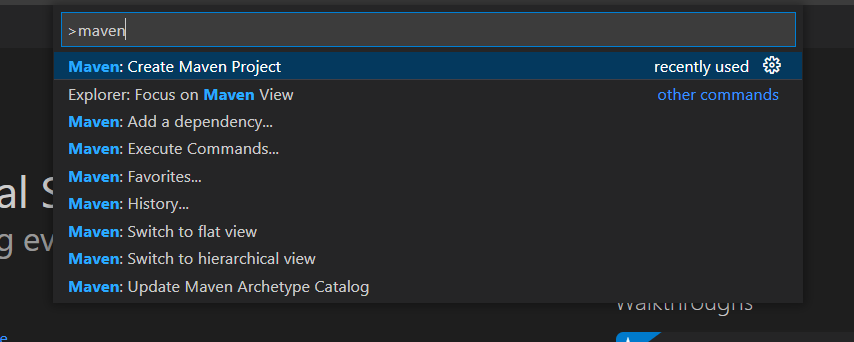 >maven
Maven: Create Maven Project recently used
Explorer: Focus on Maven View other commands
Maven: Add a dependency...
Maven: Execute Commands...
Maven: Favorites...
Maven: History...
al S
Maven: Switch to flat view
g ev
Maven: Switch to hierarchical view
Maven: Update Maven Archetype Catalog
Walkthroughs